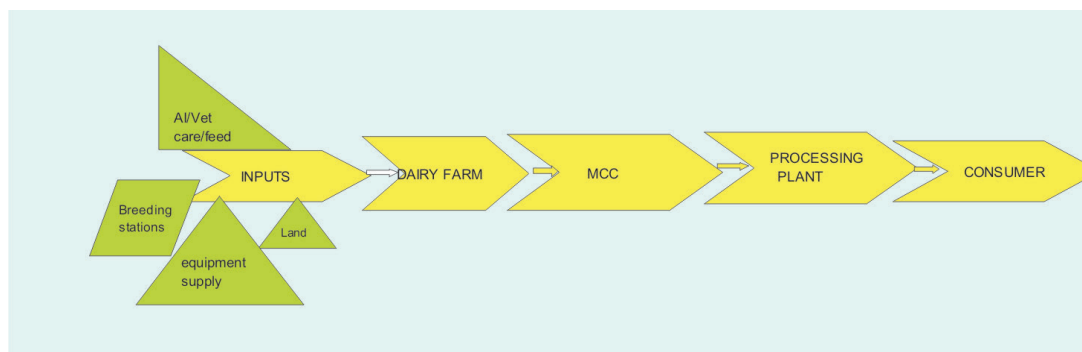 AI/Vet
care/feed
INPUTS
DAIRY FARM
MCC
PROCESSING
PLANT
CONSUMER
Breeding
stations
Land
equipment
supply